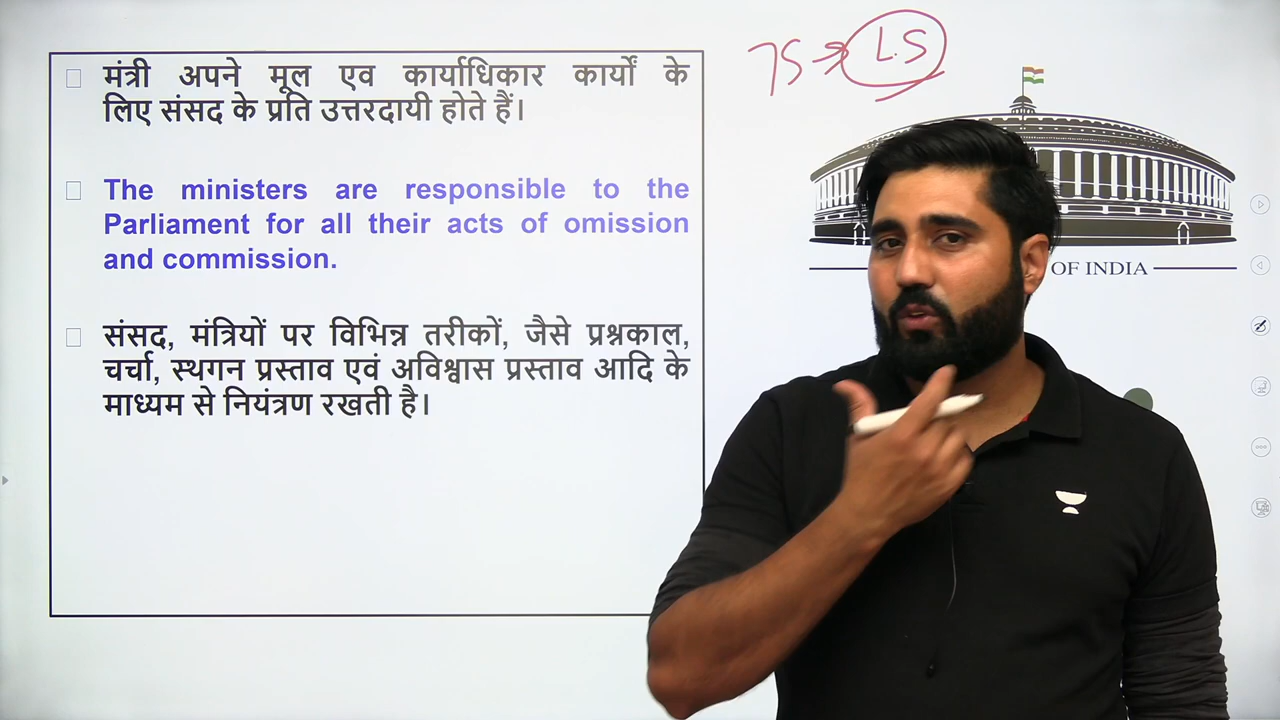 मंत्री अपने मूल एव कार्याधिकार कार्यों के
लिए संसद के प्रति उत्तरदायी होते हैं।
The ministers are responsible to the
Parliament for all their acts of omission
and commission.
संसद, मंत्रियों पर विभिन्न तरीकों, जैसे प्रश्नकाल,
चर्चा, स्थगन प्रस्ताव एवं अविश्वास प्रस्ताव आदि के
माध्यम से नियंत्रण रखती है।
75 → L.S
OF INDIA